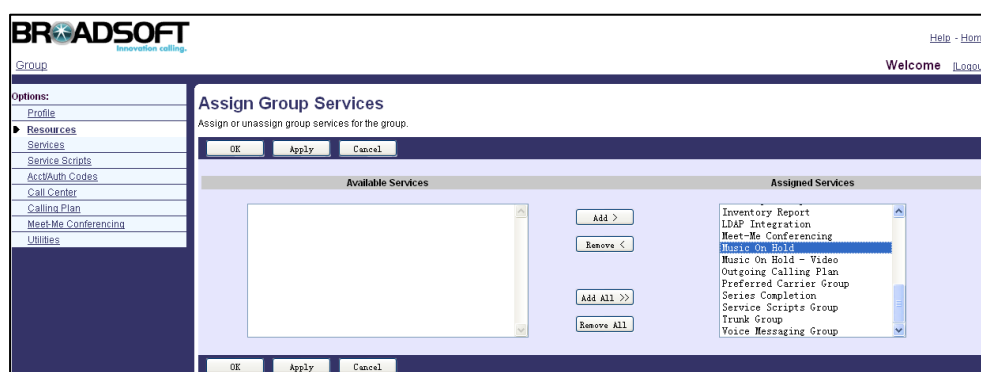 BROADSOFT
Innovation calling.
Help - Hom
Group
Welcome [Logou
Options:
Profile
Resources
Services
Service Scripts
Acct/Auth Codes
Call Center
Calling Plan
Meet-Me Conferencing
Utilities
Assign Group Services
Assign or unassign group services for the group.
OK Apply Cancel
Available Services
Assigned Services
Add >
Remove <
Add All >>
Remove All
Inventory Report
LDAP Integration
Meet-Me Conferencing
Music On Hold
Music On Hold - Video
Outgoing Calling Plan
Preferred Carrier Group
Series Completion
Service Scripts Group
Trunk Group
Voice Messaging Group
OK Apply Cancel